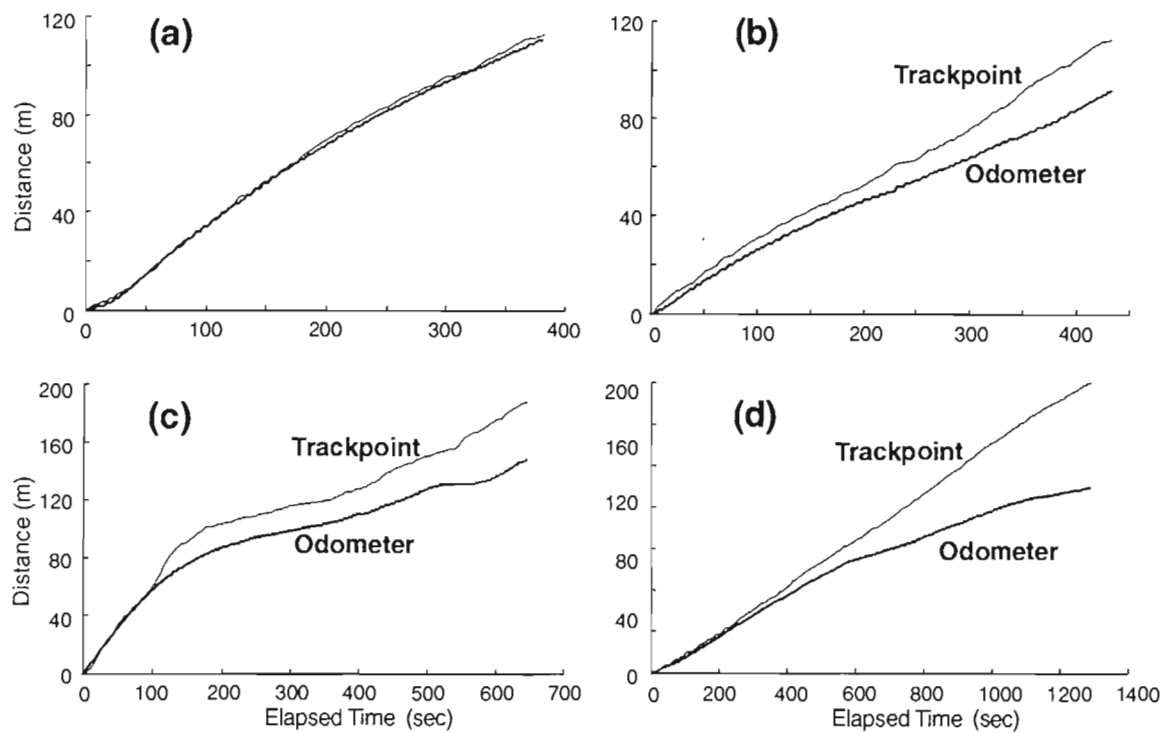 (a)
120
80
40
0
Distance (m)
0 100 200 300 400
(b)
120
80
40
0
Trackpoint
Odometer
0 100 200 300 400
(c)
200
160
120
80
40
0
Distance (m)
Trackpoint
Odometer
0 100 200 300 400 500 600 700
Elapsed Time (sec)
(d)
200
160
120
80
40
0
Trackpoint
Odometer
0 200 400 600 800 1000 1200 1400
Elapsed Time (sec)